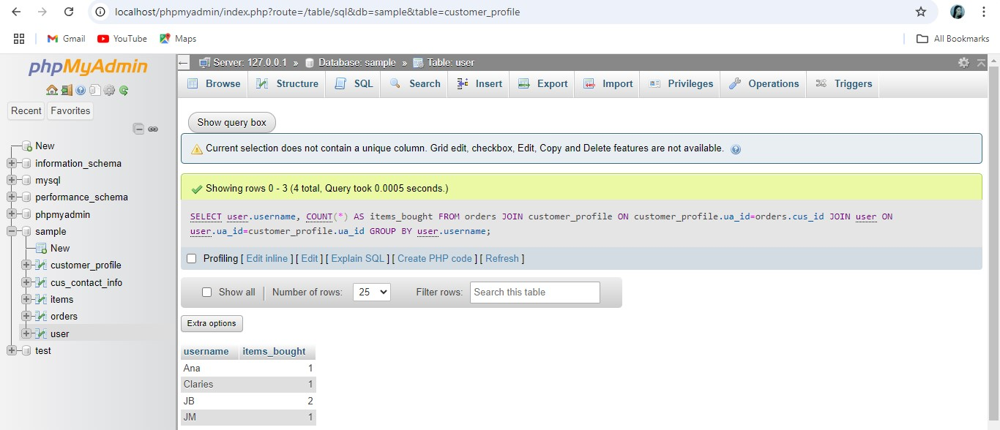 localhost/phpmyadmin/index.php?route=/table/sql&db=sample&table=customer_profile
Gmail YouTube Maps All Bookmarks
phpMyAdmin
Recent Favorites
New
information_schema
mysql
performance_schema
phpmyadmin
sample
New
customer_profile
cus_contact_info
items
orders
user
test
Server: 127.0.0.1 » Database: sample » Table: user
Browse Structure SQL Search Insert Export Import Privileges Operations Triggers
Show query box
Current selection does not contain a unique column. Grid edit, checkbox, Edit, Copy and Delete features are not available.
Showing rows 0 - 3 (4 total, Query took 0.0005 seconds.)
SELECT user.username, COUNT(*) AS items_bought FROM orders JOIN customer_profile ON customer_profile.ua_id=orders.cus_id JOIN user ON
user.ua_id=customer_profile.ua_id GROUP BY user.username;
Profiling [ Edit inline ] [ Edit ] [ Explain SQL ] [ Create PHP code ] [ Refresh ]
Show all | Number of rows: 25 Filter rows: Search this table
Extra options
username items_bought
Ana 1
Claries 1
JB 2
JM 1